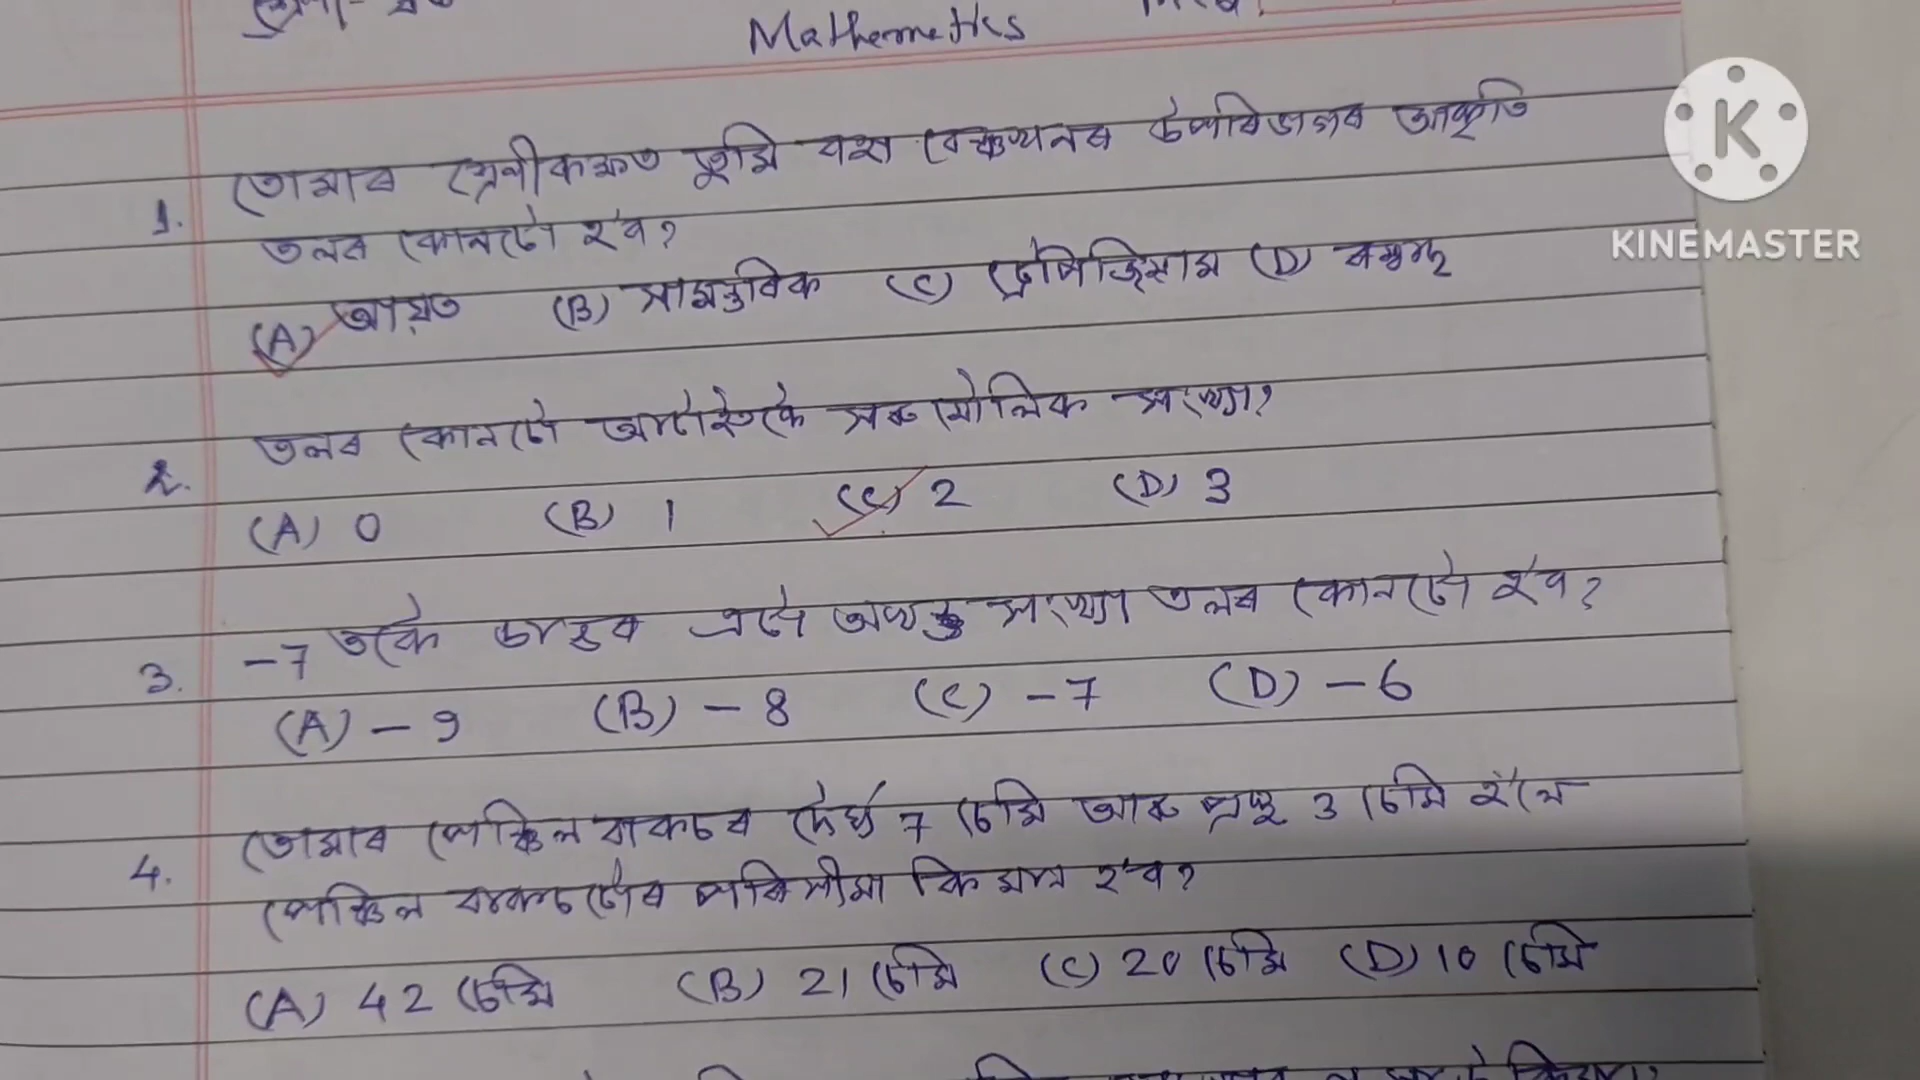 শ্ৰেণী-
Mathemetics
1. তোমাৰ শ্ৰেণীকক্ষত তুমি বহা বেঞ্চখনৰ উপৰিভাগৰ আকৃতি
তলৰ কোনটো হ'ব?
(A) আয়ত (B) সামন্তৰিক (C) ট্ৰেপিজিয়াম (D) ৰম্বাছ
2. তলৰ কোনটো আটাইতকৈ সৰু মৌলিক সংখ্যা?
(A) 0 (B) 1 (C) 2 (D) 3
3. -7 তকৈ ডাঙৰ এটা অখণ্ড সংখ্যা তলৰ কোনটো হ'ব?
(A) - 9 (B) - 8 (C) - 7 (D) - 6
4. তোমাৰ পেঞ্চিল বাকচৰ দৈৰ্ঘ 7 চেমি আৰু প্ৰস্থ 3 চেমি হ'লে
পেঞ্চিল বাকচটোৰ পৰিসীমা কিমান হ'ব?
(A) 42 চেমি (B) 21 চেমি (C) 20 চেমি (D) 10 চেমি
KINEMASTER